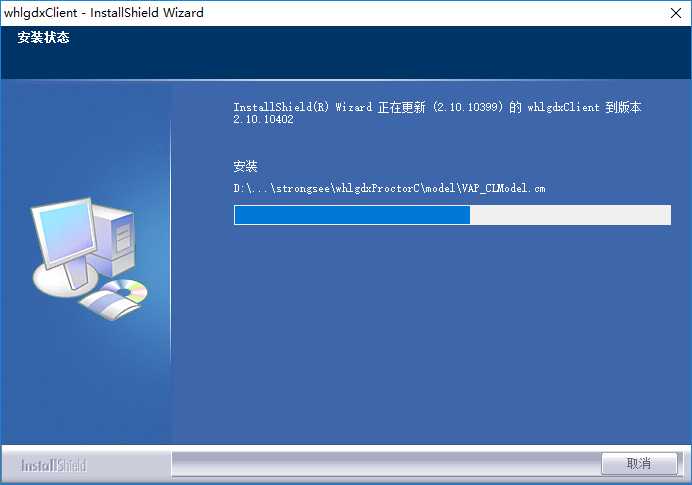 whlgdxClient - InstallShield Wizard
安装状态
InstallShield(R) Wizard 正在更新 (2.10.10399) 的 whlgdxClient 到版本
2.10.10402
安装
D:\...\strongsee\whlgdxProctorC\model\VAP_CLModel.cm
InstallShield
取消